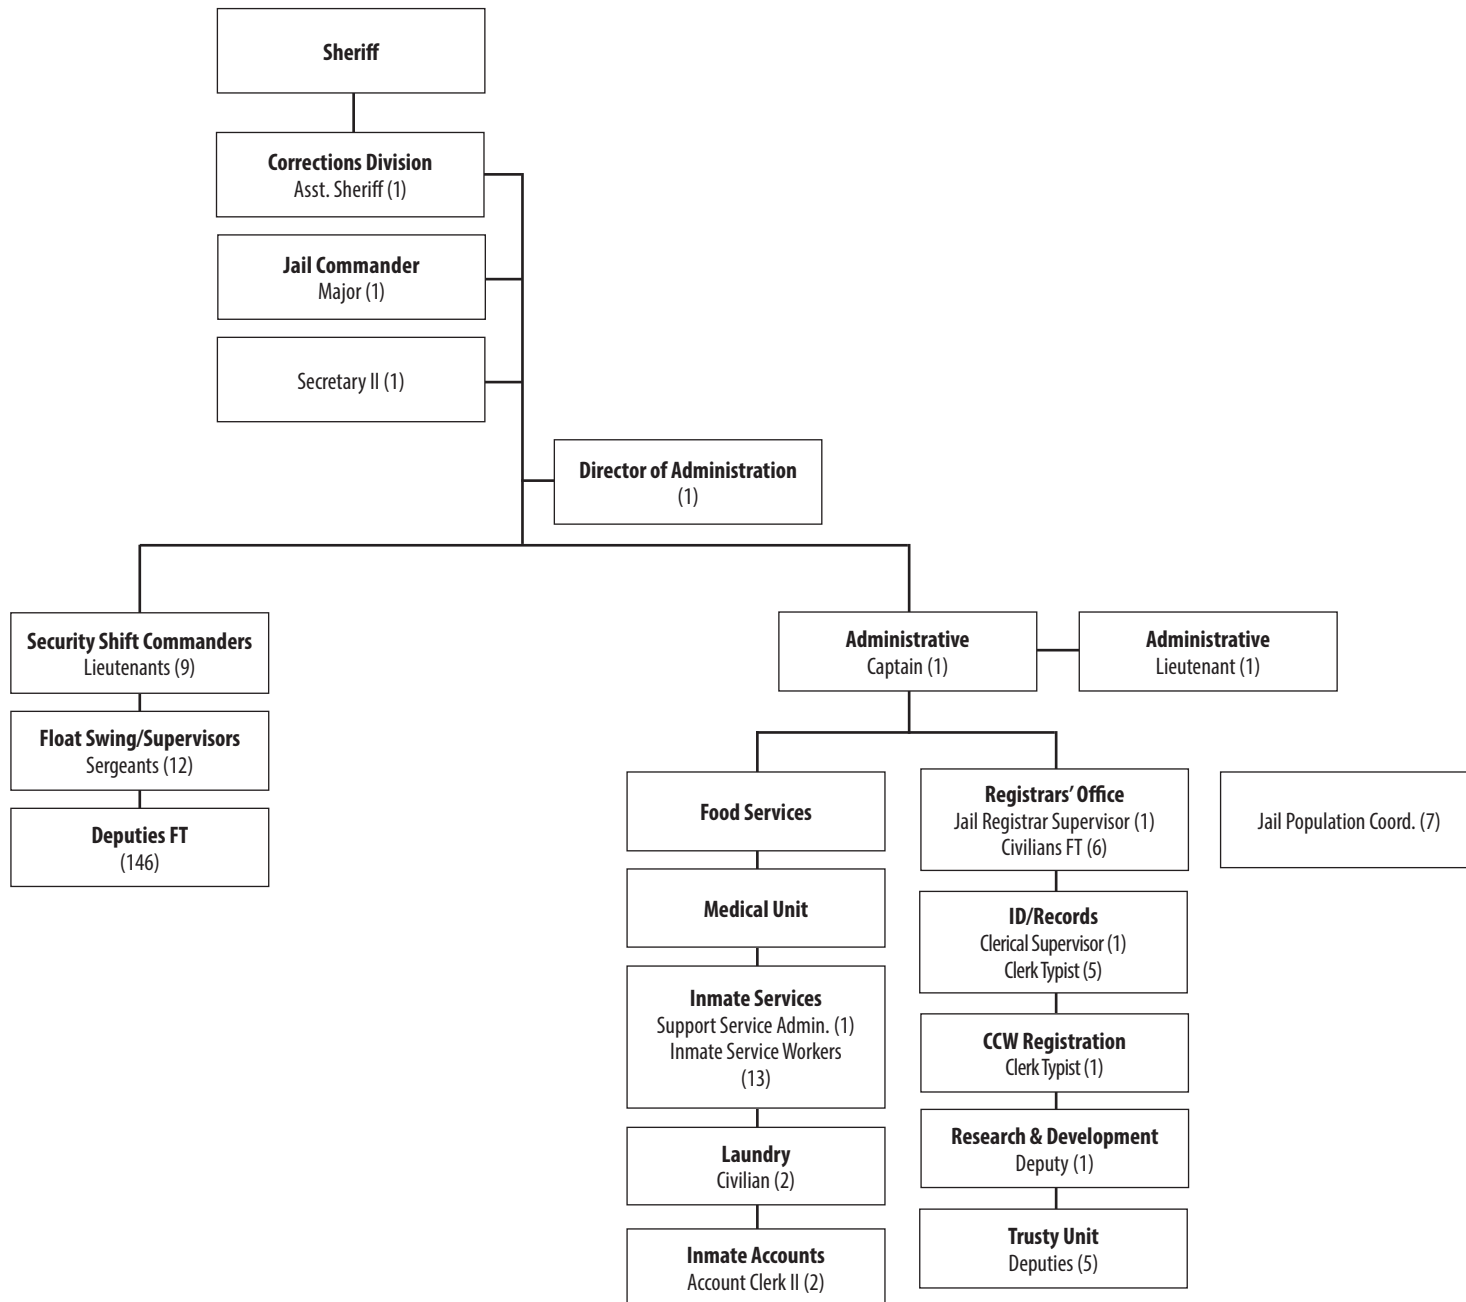 Sheriff
Corrections Division
Asst. Sheriff (1)
Jail Commander
Major (1)
Secretary II (1)
Director of Administration
(1)
Security Shift Commanders
Lieutenants (9)
Float Swing/Supervisors
Sergeants (12)
Deputies FT
(146)
Administrative
Captain (1)
Administrative
Lieutenant (1)
Food Services
Medical Unit
Inmate Services
Support Service Admin. (1)
Inmate Service Workers
(13)
Laundry
Civilian (2)
Inmate Accounts
Account Clerk II (2)
Registrars’ Office
Jail Registrar Supervisor (1)
Civilians FT (6)
ID/Records
Clerical Supervisor (1)
Clerk Typist (5)
CCW Registration
Clerk Typist (1)
Research & Development
Deputy (1)
Trusty Unit
Deputies (5)
Jail Population Coord. (7)